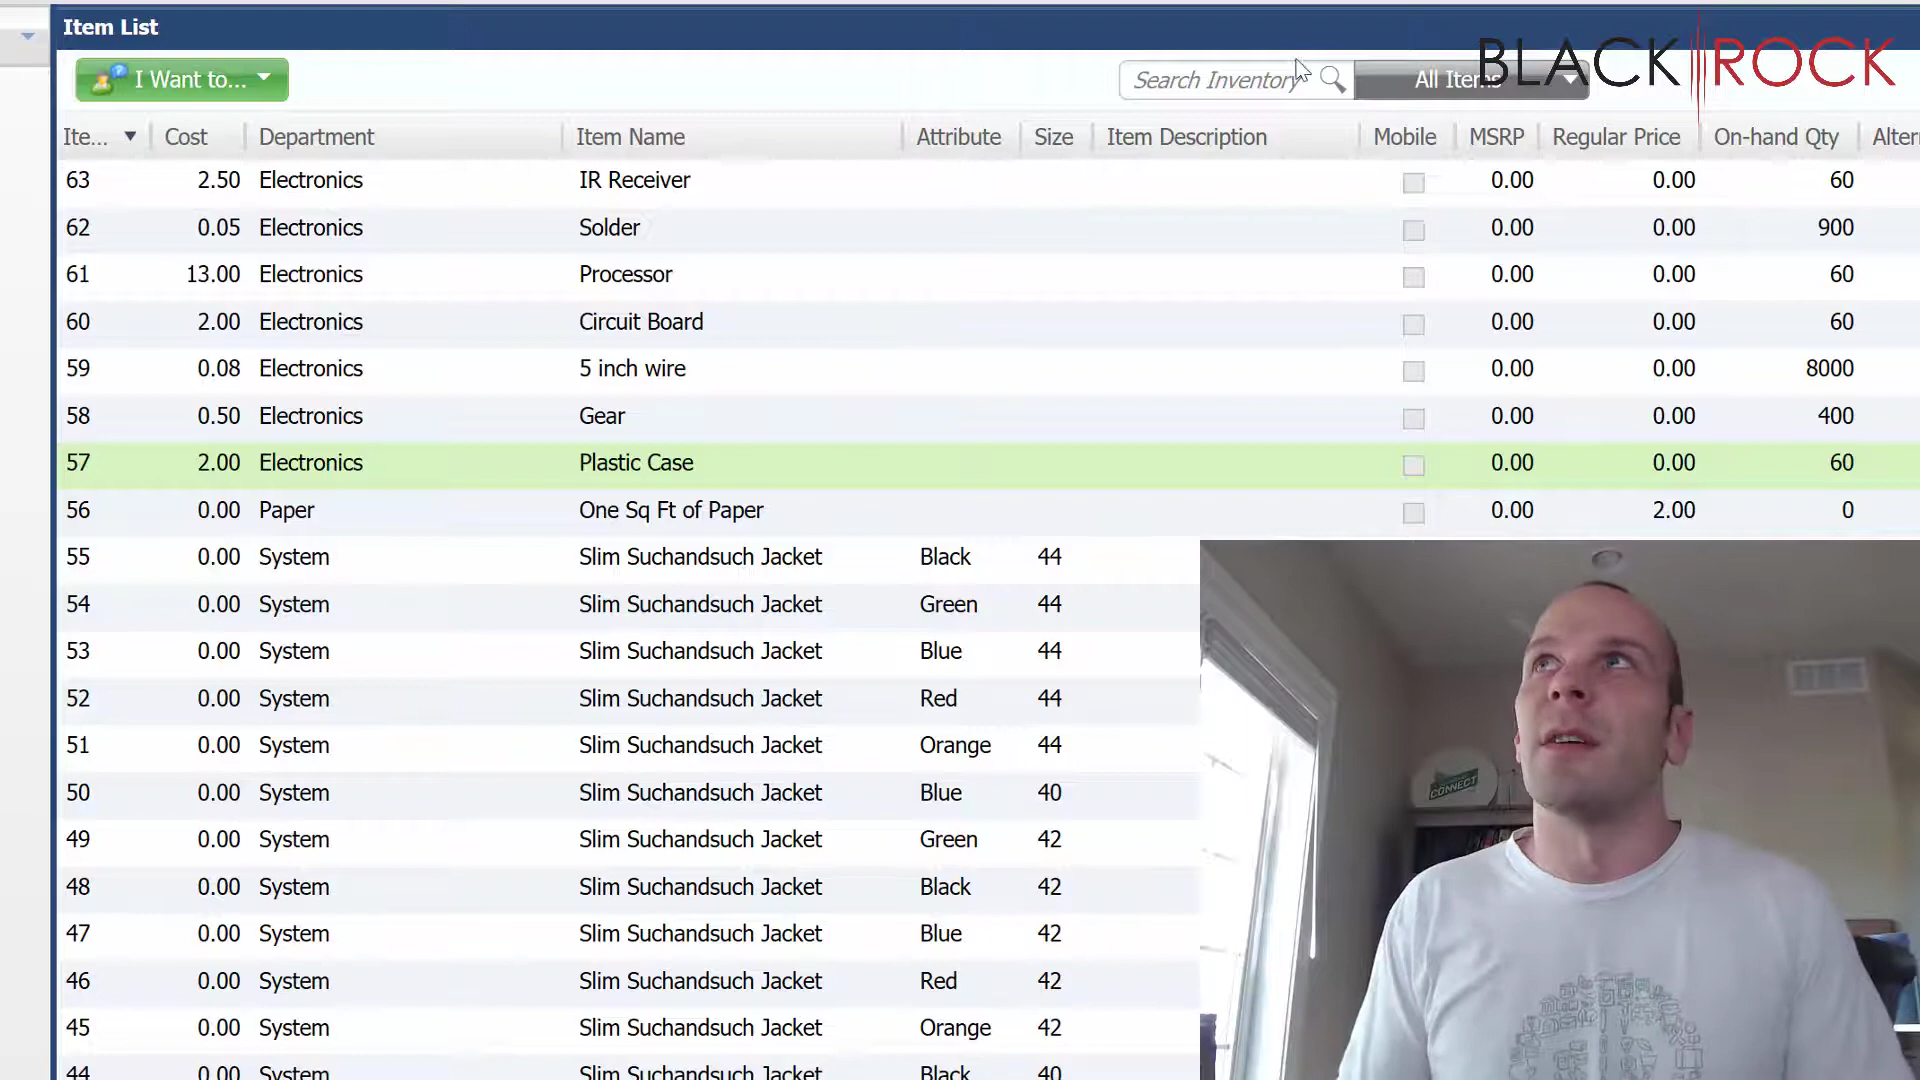 Item List
BLACK ROCK
I Want to...
Search Inventory
All Items
Ite... Cost Department Item Name Attribute Size Item Description Mobile MSRP Regular Price On-hand Qty Altern
63 2.50 Electronics IR Receiver 0.00 0.00 60
62 0.05 Electronics Solder 0.00 0.00 900
61 13.00 Electronics Processor 0.00 0.00 60
60 2.00 Electronics Circuit Board 0.00 0.00 60
59 0.08 Electronics 5 inch wire 0.00 0.00 8000
58 0.50 Electronics Gear 0.00 0.00 400
57 2.00 Electronics Plastic Case 0.00 0.00 60
56 0.00 Paper One Sq Ft of Paper 0.00 2.00 0
55 0.00 System Slim Suchandsuch Jacket Black 44
54 0.00 System Slim Suchandsuch Jacket Green 44
53 0.00 System Slim Suchandsuch Jacket Blue 44
52 0.00 System Slim Suchandsuch Jacket Red 44
51 0.00 System Slim Suchandsuch Jacket Orange 44
50 0.00 System Slim Suchandsuch Jacket Blue 40
49 0.00 System Slim Suchandsuch Jacket Green 42
48 0.00 System Slim Suchandsuch Jacket Black 42
47 0.00 System Slim Suchandsuch Jacket Blue 42
46 0.00 System Slim Suchandsuch Jacket Red 42
45 0.00 System Slim Suchandsuch Jacket Orange 42
44 0.00 System Slim Suchandsuch Jacket Black 40
CONNECT